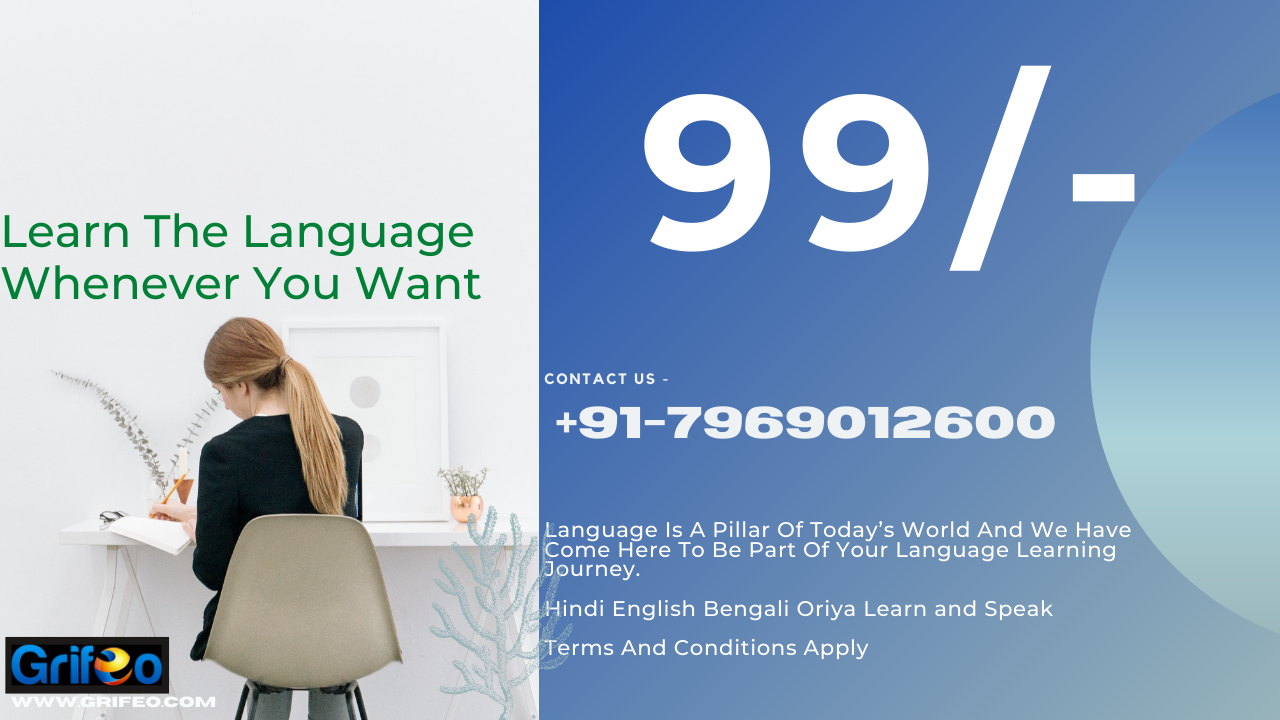 Learn The Language
Whenever You Want
99/-
CONTACT US -
+91-7969012600
Language Is A Pillar Of Today’s World And We Have
Come Here To Be Part Of Your Language Learning
Journey.
Hindi English Bengali Oriya Learn and Speak
Terms And Conditions Apply
Grifeo
WWW.GRIFEO.COM